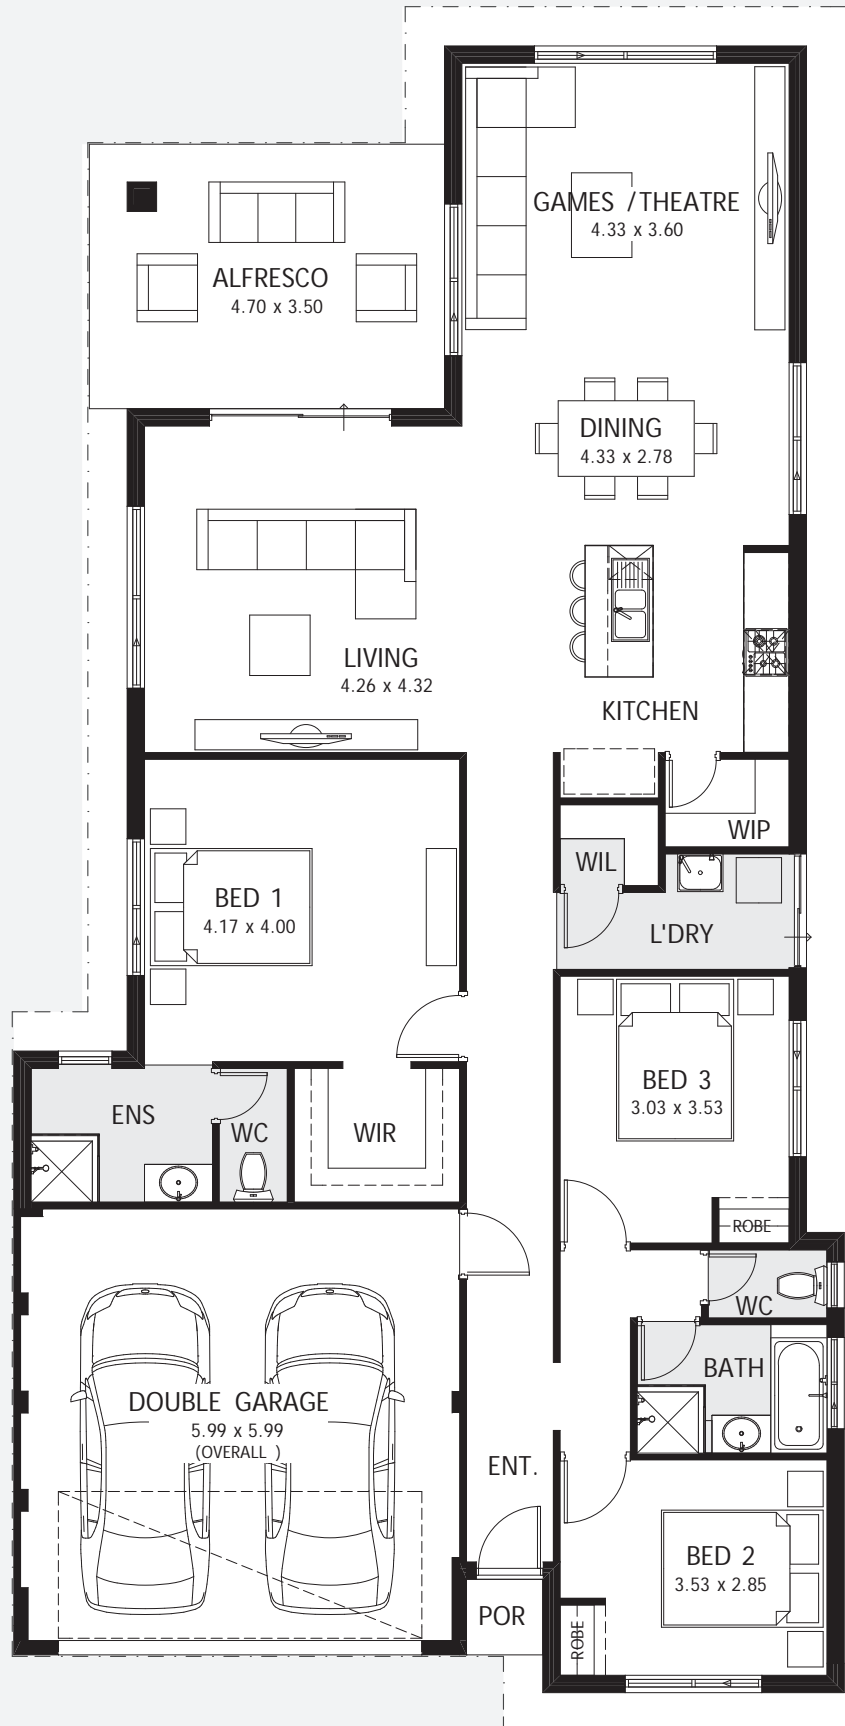 GAMES / THEATRE
4.33 x 3.60
ALFRESCO
4.70 x 3.50
DINING
4.33 x 2.78
LIVING
4.26 x 4.32
KITCHEN
WIP
WIL
BED 1
4.17 x 4.00
L'DRY
BED 3
3.03 x 3.53
ENS
WC
WIR
ROBE
WC
BATH
DOUBLE GARAGE
5.99 x 5.99
(OVERALL )
ENT.
BED 2
3.53 x 2.85
POR
ROBE